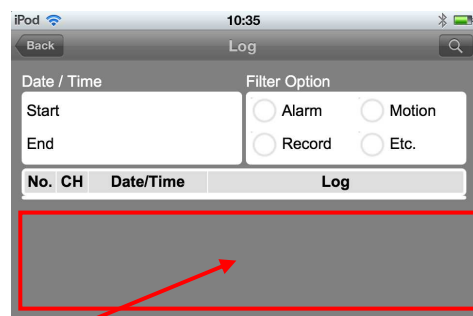 iPod 10:35
Back Log
Date / Time Filter Option
Start Alarm Motion
End Record Etc.
No. CH Date/Time Log